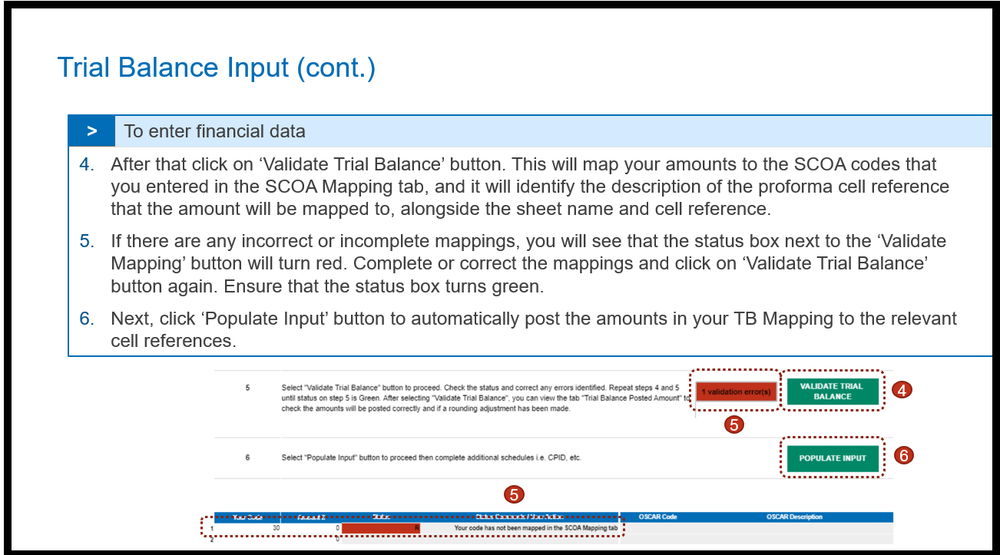 Trial Balance Input (cont.)
> To enter financial data
4. After that click on ‘Validate Trial Balance’ button. This will map your amounts to the SCOA codes that
you entered in the SCOA Mapping tab, and it will identify the description of the proforma cell reference
that the amount will be mapped to, alongside the sheet name and cell reference.
5. If there are any incorrect or incomplete mappings, you will see that the status box next to the ‘Validate
Mapping’ button will turn red. Complete or correct the mappings and click on ‘Validate Trial Balance’
button again. Ensure that the status box turns green.
6. Next, click ‘Populate Input’ button to automatically post the amounts in your TB Mapping to the relevant
cell references.
5 Select "Validate Trial Balance" button to proceed. Check the status and correct any errors identified. Repeat steps 4 and 5
until status on step 5 is Green. After selecting "Validate Trial Balance", you can view the tab "Trial Balance Posted Amount" to
check the amounts will be posted correctly and if a rounding adjustment has been made.
1 validation error(s)
VALIDATE TRIAL
BALANCE
4
5
6 Select "Populate Input" button to proceed then complete additional schedules i.e. CPID, etc.
POPULATE INPUT
6
5
Your Code Status OSCAR Code OSCAR Description
1 30 0 R Your code has not been mapped in the SCOA Mapping tab
2 0